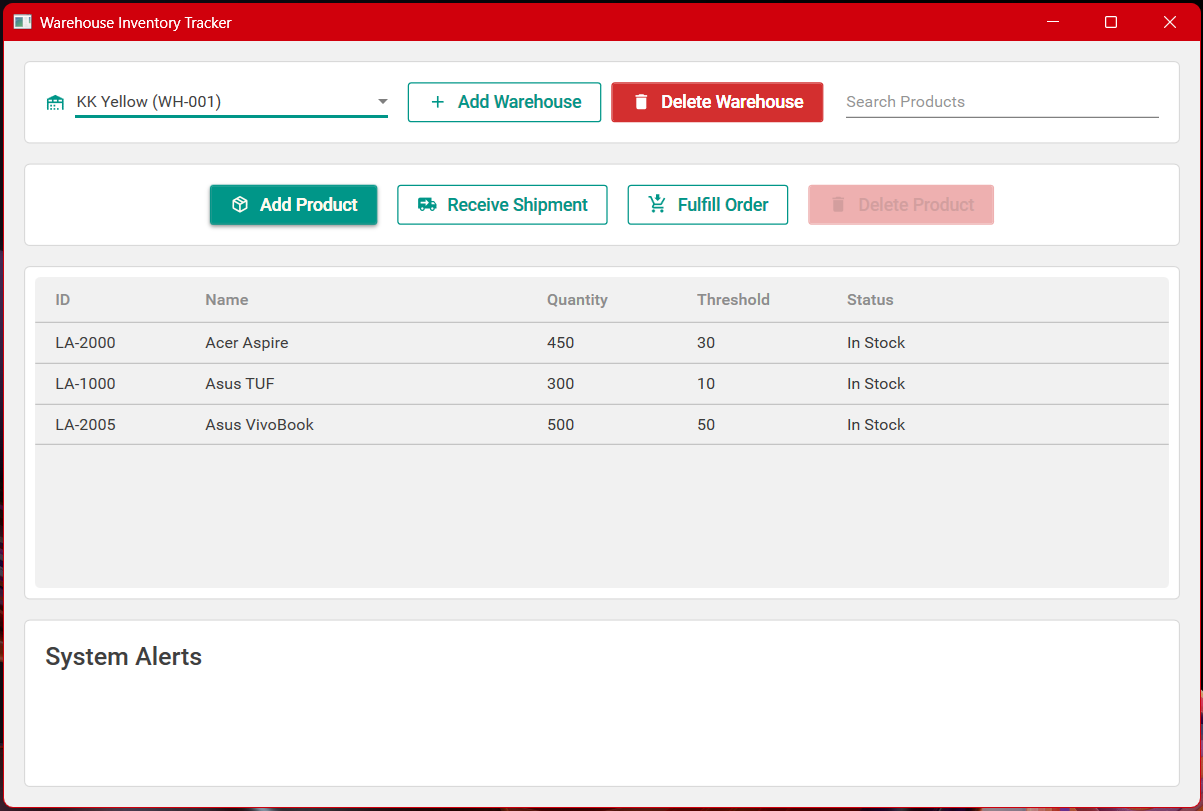 Warehouse Inventory Tracker
KK Yellow (WH-001) Add Warehouse Delete Warehouse Search Products
Add Product Receive Shipment Fulfill Order Delete Product
ID Name Quantity Threshold Status
LA-2000 Acer Aspire 450 30 In Stock
LA-1000 Asus TUF 300 10 In Stock
LA-2005 Asus VivoBook 500 50 In Stock
System Alerts